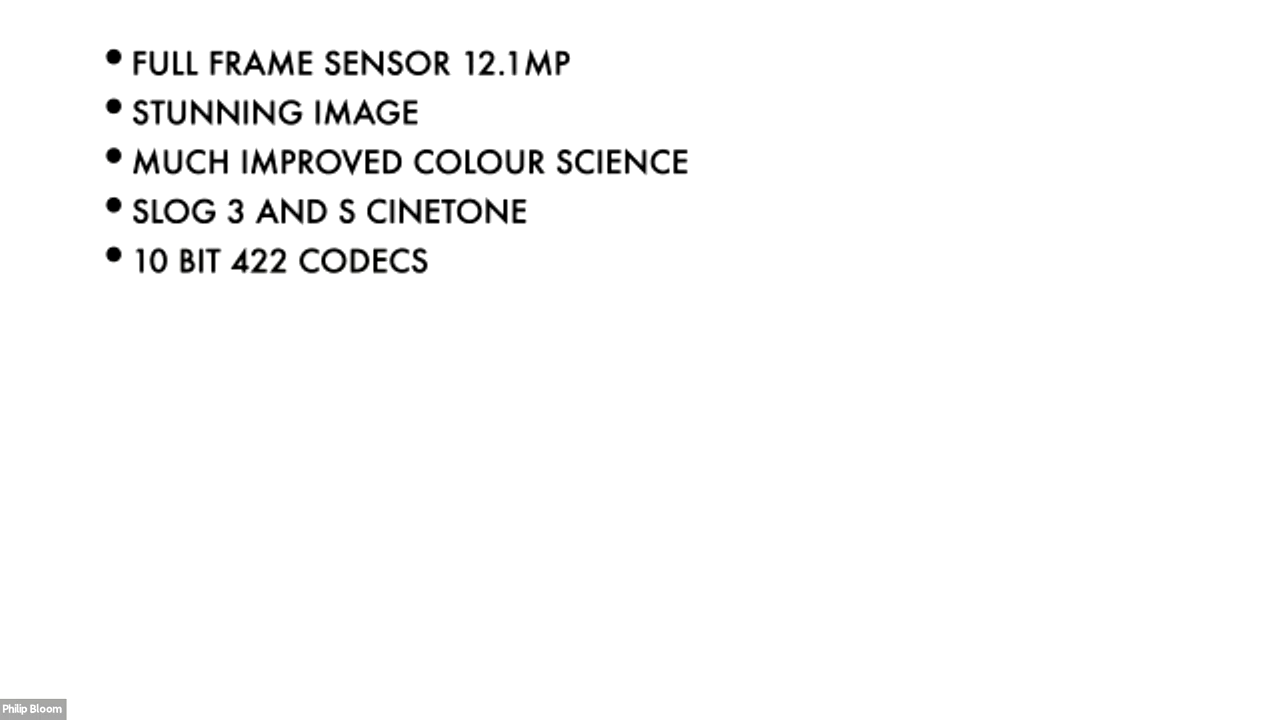 • FULL FRAME SENSOR 12.1MP
• STUNNING IMAGE
• MUCH IMPROVED COLOUR SCIENCE
• SLOG 3 AND S CINETONE
• 10 BIT 422 CODECS
Philip Bloom